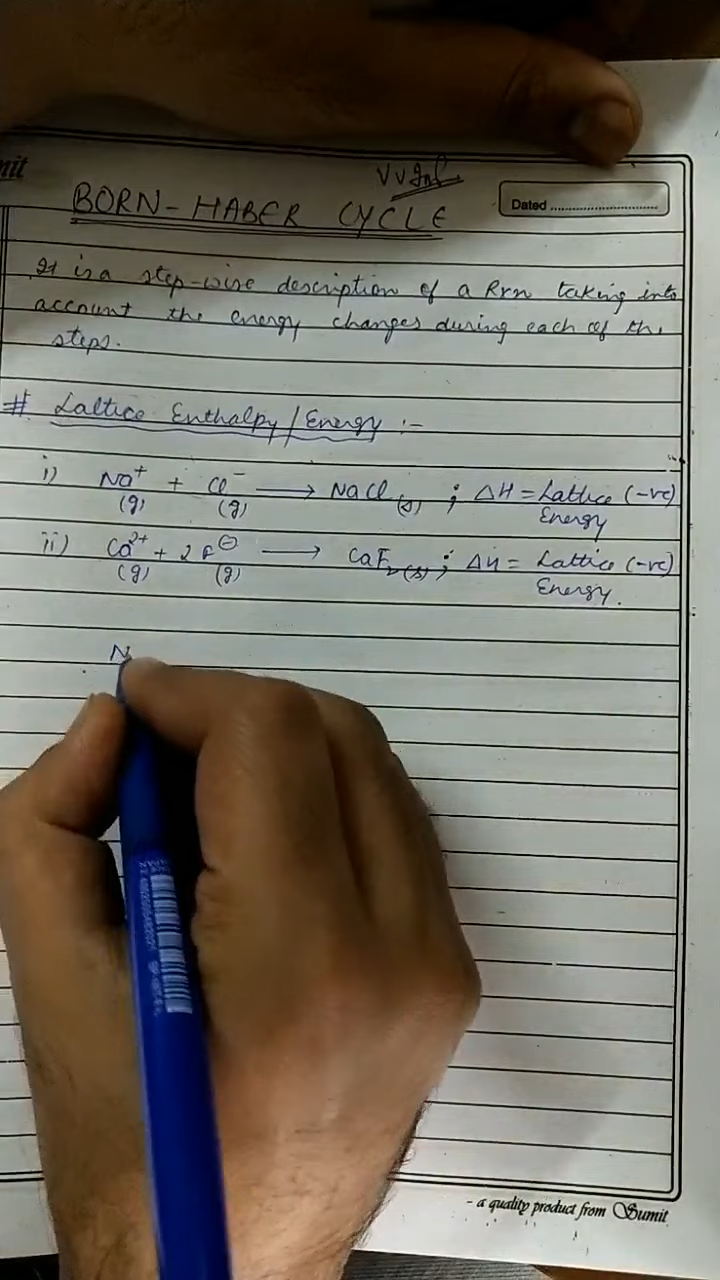 mit
VVImp
BORN-HABER CYCLE
Dated
It is a step-wise description of a Rxn taking into
account the energy changes during each of the
steps.
# Lattice Enthalpy/Energy :-
i) Na⁺(g) + Cl⁻(g) ⟶ NaCl(s) ; ΔH = Lattice (-ve)
Energy
ii) Ca²⁺(g) + 2F⊖(g) ⟶ CaF₂(s) ; ΔH = Lattice (-ve)
Energy.
N
- a quality product from Sumit